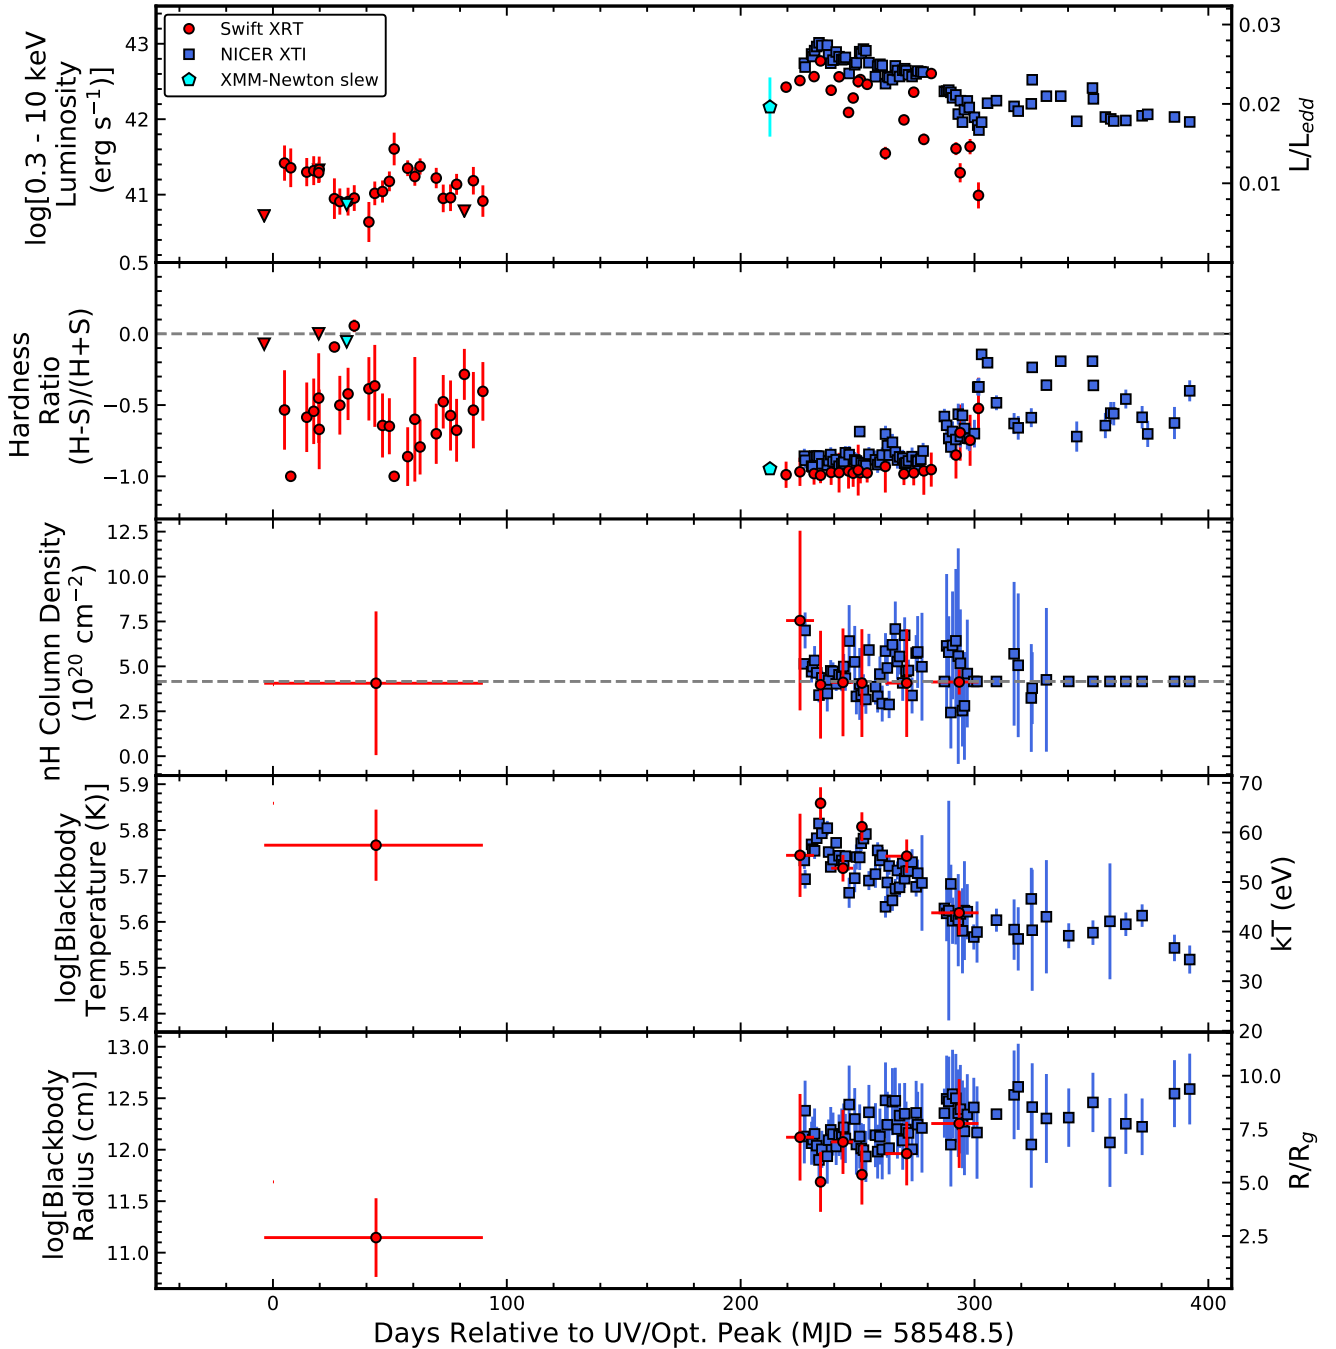 Swift XRT
NICER XTI
XMM-Newton slew
log[0.3 - 10 keV
Luminosity
(erg s⁻¹)]
43
42
41
0.03
0.02
0.01
L/Lₑdd
Hardness
Ratio
(H-S)/(H+S)
0.5
0.0
−0.5
−1.0
nH Column Density
(10²⁰ cm⁻²)
12.5
10.0
7.5
5.0
2.5
0.0
log[Blackbody
Temperature (K)]
5.9
5.8
5.7
5.6
5.5
5.4
70
60
50
40
30
20
kT (eV)
log[Blackbody
Radius (cm)]
13.0
12.5
12.0
11.5
11.0
10.0
7.5
5.0
2.5
R/R_g
0
100
200
300
400
Days Relative to UV/Opt. Peak (MJD = 58548.5)